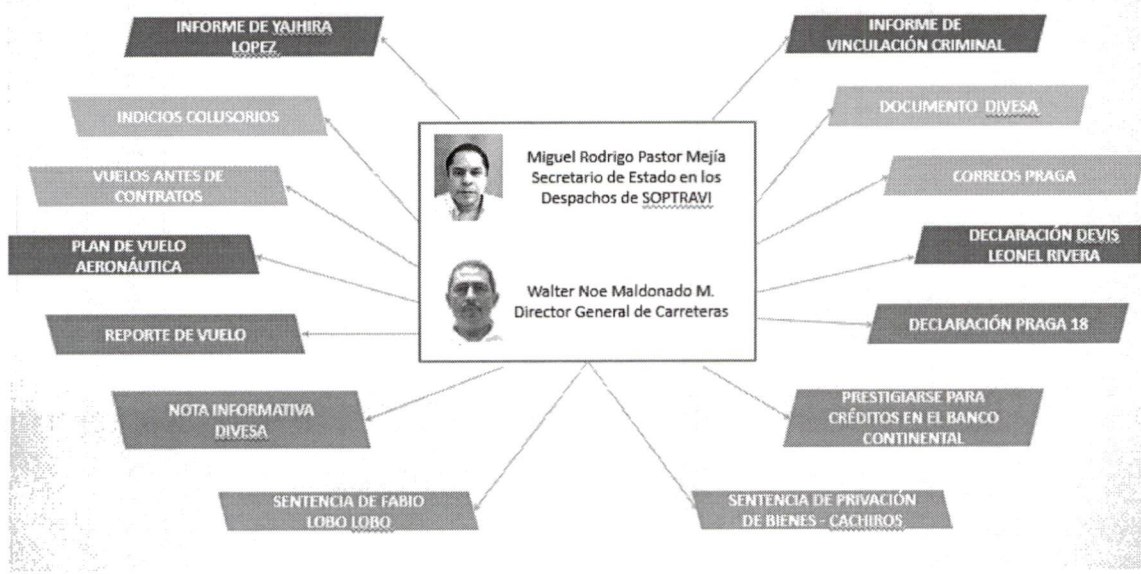 INFORME DE YAJHIRA
LOPEZ
INFORME DE
VINCULACIÓN CRIMINAL
INDICIOS COLUSORIOS
DOCUMENTO DIVESA
VUELOS ANTES DE
CONTRATOS
CORREOS PRAGA
PLAN DE VUELO
AERONÁUTICA
DECLARACIÓN DEVIS
LEONEL RIVERA
REPORTE DE VUELO
DECLARACIÓN PRAGA 18
NOTA INFORMATIVA
DIVESA
PRESTIGIARSE PARA
CRÉDITOS EN EL BANCO
CONTINENTAL
SENTENCIA DE FABIO
LOBO LOBO
SENTENCIA DE PRIVACIÓN
DE BIENES - CACHIROS
Miguel Rodrigo Pastor Mejía
Secretario de Estado en los
Despachos de SOPTRAVI
Walter Noe Maldonado M.
Director General de Carreteras